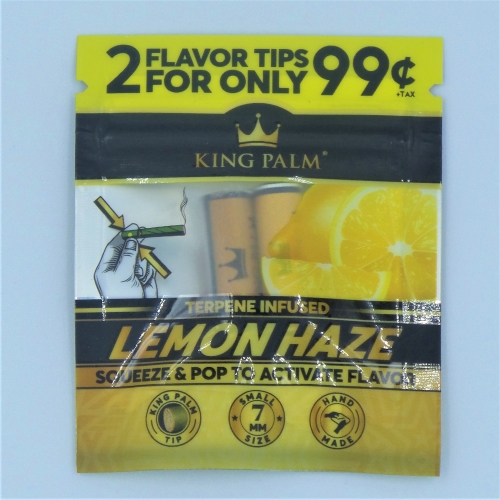 2 FLAVOR TIPS
FOR ONLY 99¢
+TAX
KING PALM®
TERPENE INFUSED
LEMON HAZE
SQUEEZE & POP TO ACTIVATE FLAVOR
KING PALM
TIP
SMALL
7
MM
SIZE
HAND
MADE